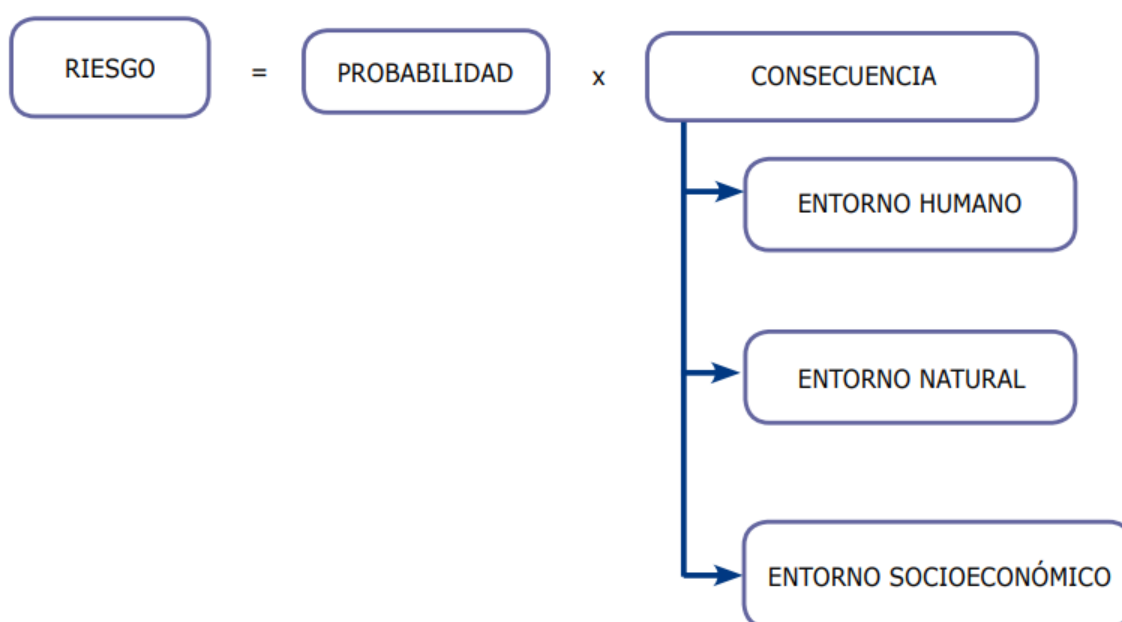 RIESGO = PROBABILIDAD x CONSECUENCIA
ENTORNO HUMANO
ENTORNO NATURAL
ENTORNO SOCIOECONÓMICO